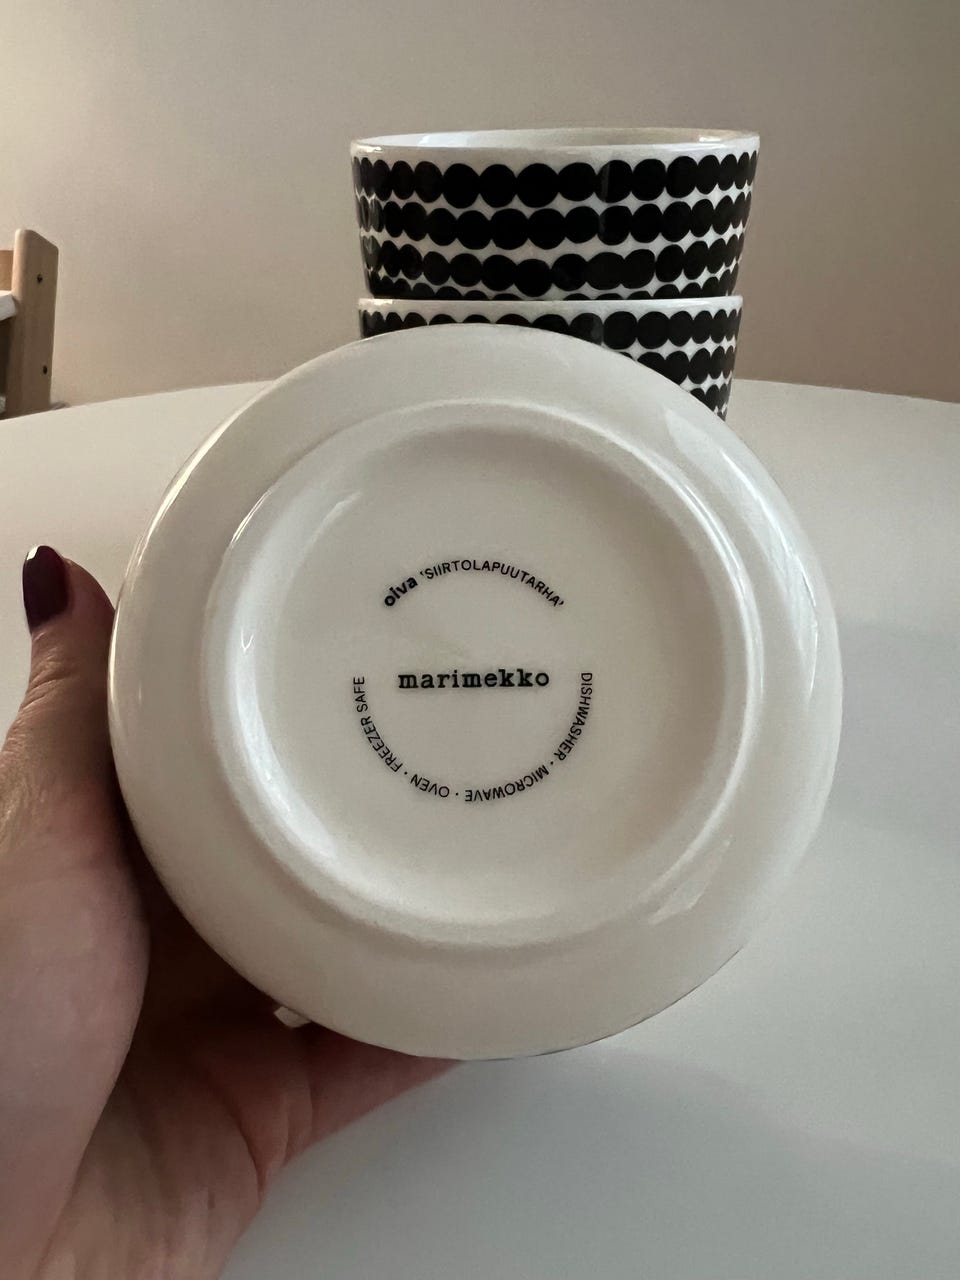 oiva 'SIIRTOLAPUUTARHA'
marimekko
DISHWASHER · MICROWAVE · OVEN · FREEZER SAFE